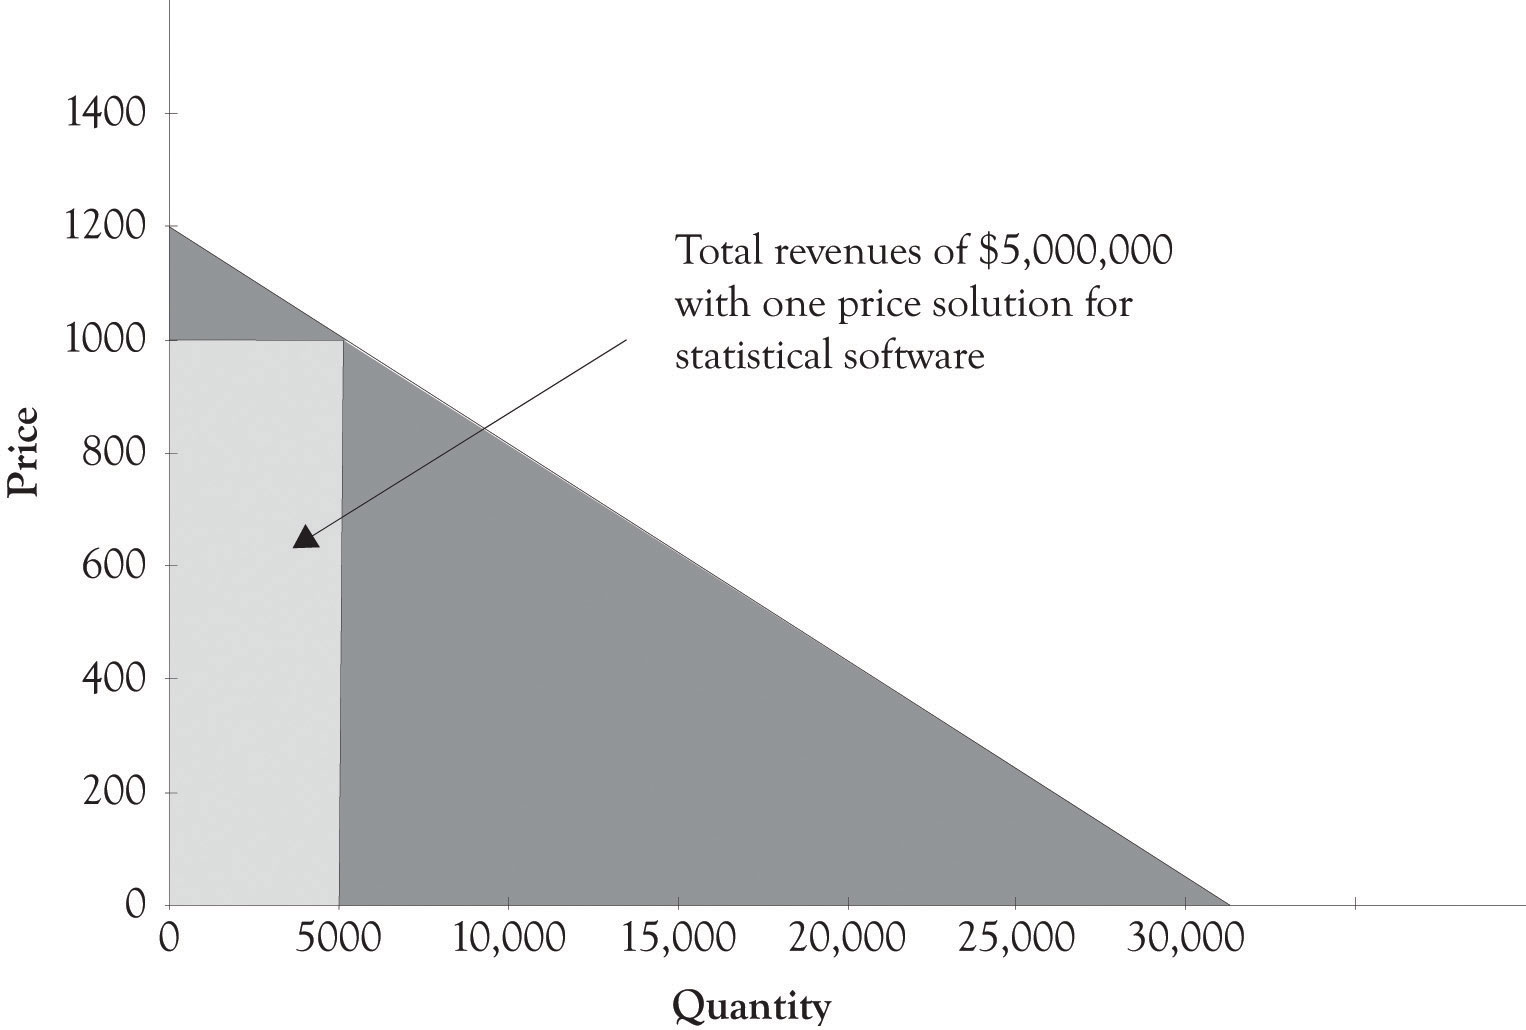 1400
1200
Total revenues of $5,000,000
with one price solution for
statistical software
1000
800
Price
600
400
200
0
0 5000 10,000 15,000 20,000 25,000 30,000
Quantity